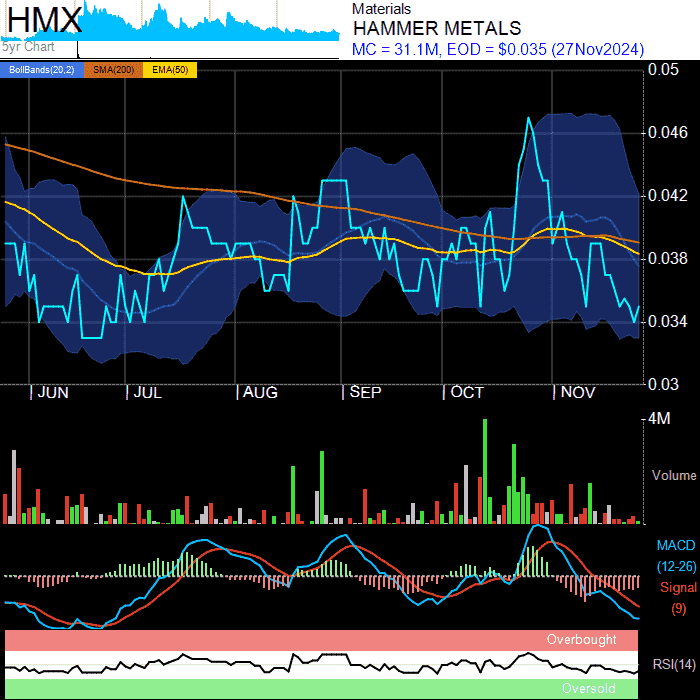 HMX
5yr Chart
Materials
HAMMER METALS
MC = 31.1M, EOD = $0.035 (27Nov2024)
BollBands(20,2) SMA(200) EMA(50)
0.05
0.046
0.042
0.038
0.034
0.03
JUN JUL AUG SEP OCT NOV
4M
Volume
MACD
(12-26)
Signal
(9)
Overbought
RSI(14)
Oversold